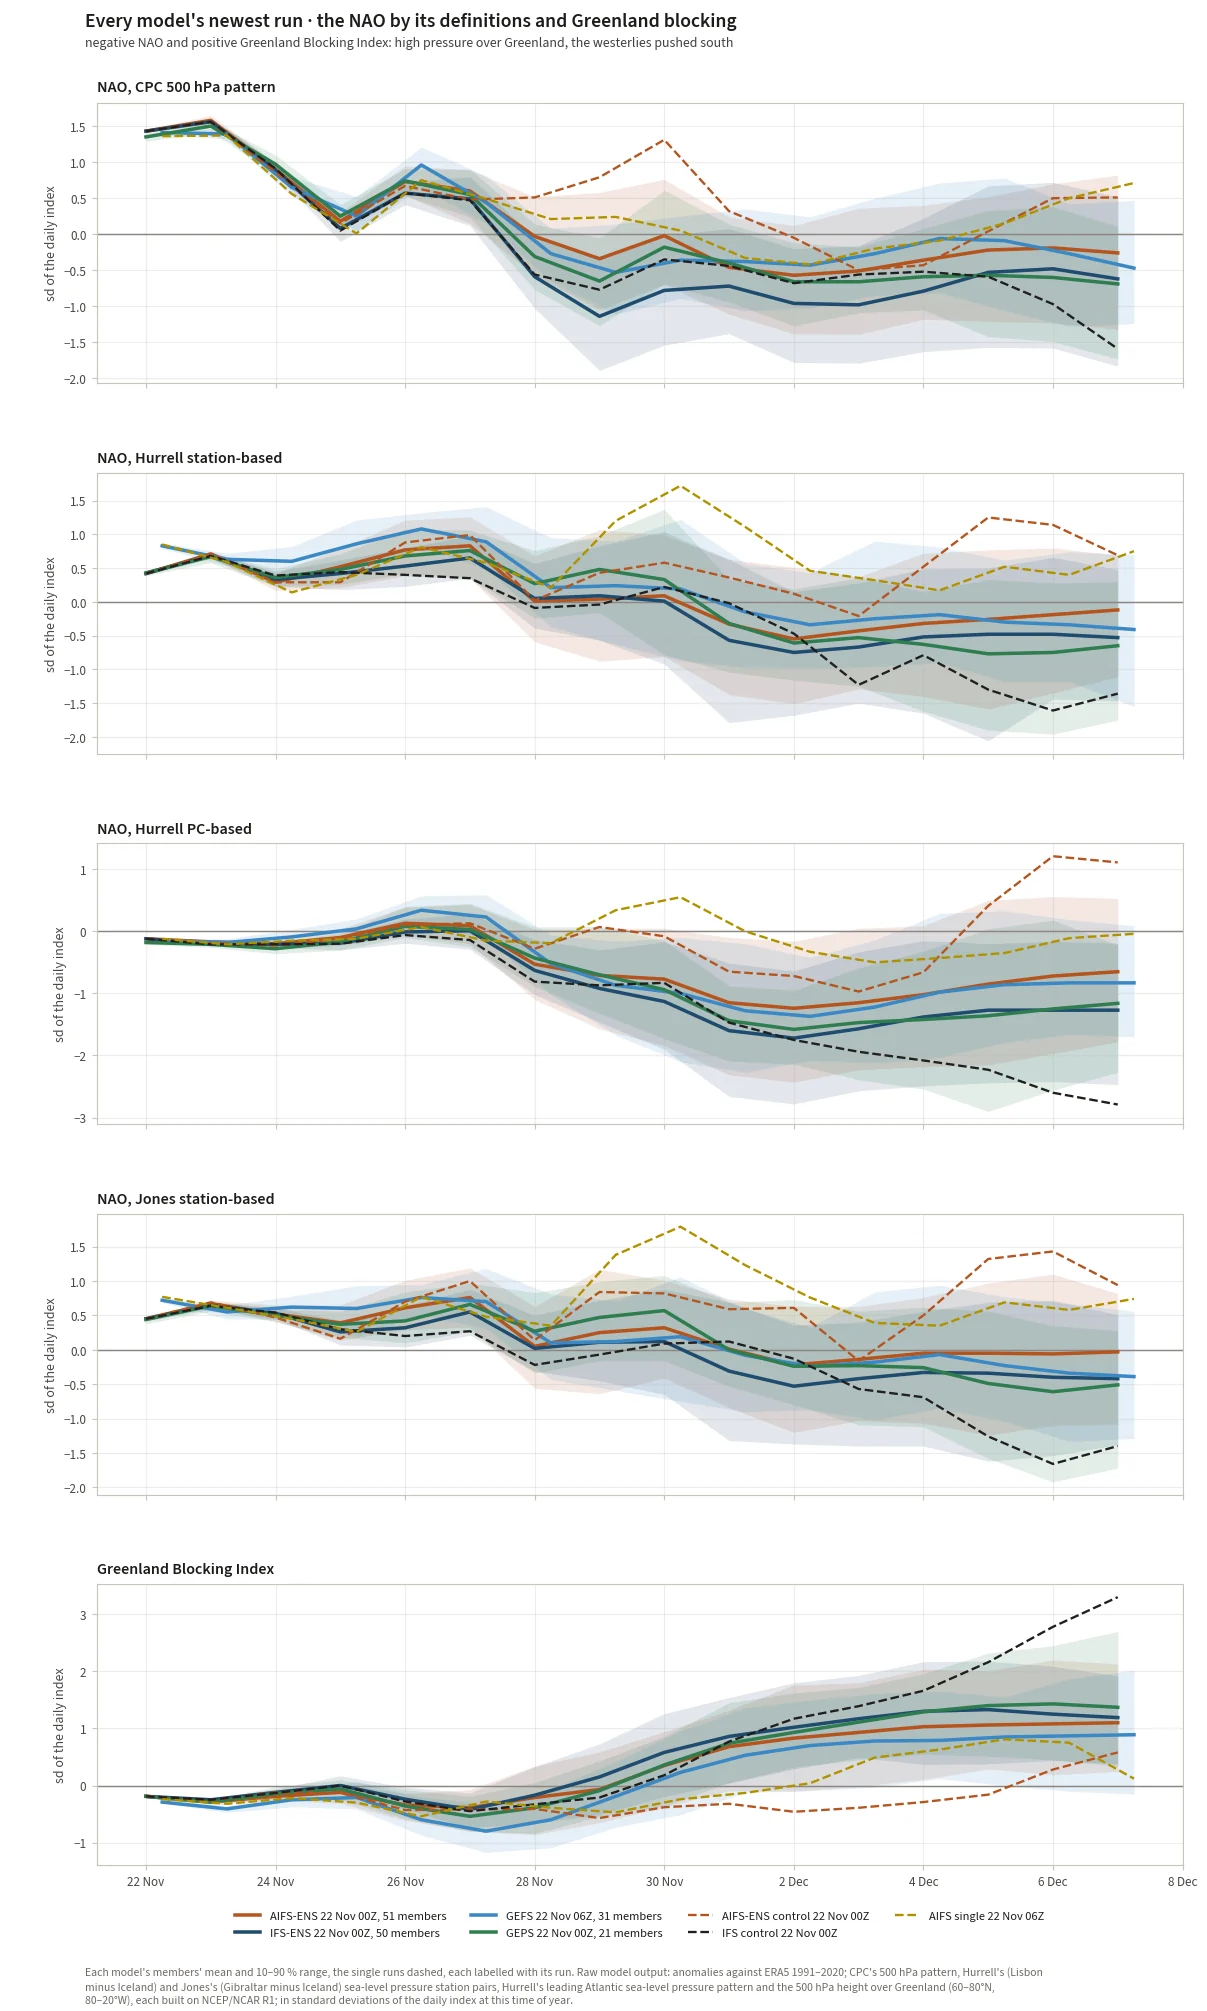 Every model's newest run · the NAO by its definitions and Greenland blocking
negative NAO and positive Greenland Blocking Index: high pressure over Greenland, the westerlies pushed south
NAO, CPC 500 hPa pattern
1.5
1.0
0.5
0.0
−0.5
−1.0
−1.5
−2.0
sd of the daily index
NAO, Hurrell station-based
1.5
1.0
0.5
0.0
−0.5
−1.0
−1.5
−2.0
sd of the daily index
NAO, Hurrell PC-based
1
0
−1
−2
−3
sd of the daily index
NAO, Jones station-based
1.5
1.0
0.5
0.0
−0.5
−1.0
−1.5
−2.0
sd of the daily index
Greenland Blocking Index
3
2
1
0
−1
sd of the daily index
22 Nov 24 Nov 26 Nov 28 Nov 30 Nov 2 Dec 4 Dec 6 Dec 8 Dec
AIFS-ENS 22 Nov 00Z, 51 members GEFS 22 Nov 06Z, 31 members AIFS-ENS control 22 Nov 00Z AIFS single 22 Nov 06Z
IFS-ENS 22 Nov 00Z, 50 members GEPS 22 Nov 00Z, 21 members IFS control 22 Nov 00Z
Each model's members' mean and 10–90 % range, the single runs dashed, each labelled with its run. Raw model output: anomalies against ERA5 1991–2020; CPC's 500 hPa pattern, Hurrell's (Lisbon
minus Iceland) and Jones's (Gibraltar minus Iceland) sea-level pressure station pairs, Hurrell's leading Atlantic sea-level pressure pattern and the 500 hPa height over Greenland (60–80°N,
80–20°W), each built on NCEP/NCAR R1; in standard deviations of the daily index at this time of year.